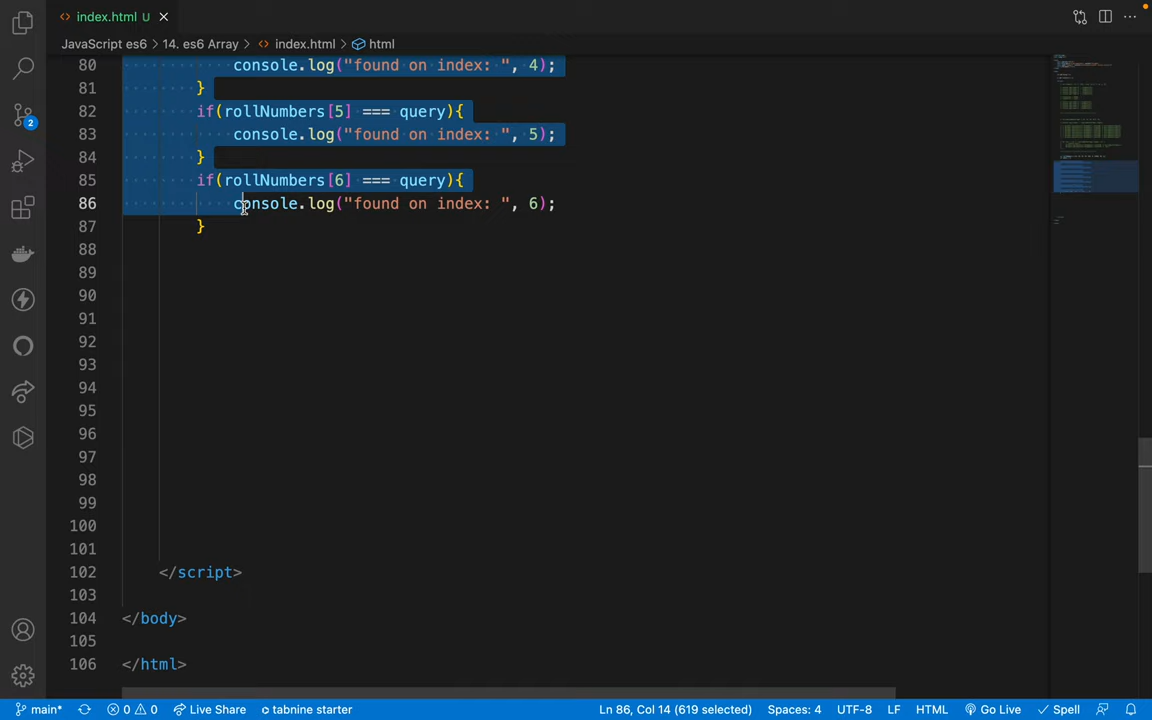 index.html U
JavaScript es6 > 14. es6 Array > index.html > html
80 console.log("found on index: ", 4);
81 }
82 if(rollNumbers[5] === query){
83 console.log("found on index: ", 5);
84 }
85 if(rollNumbers[6] === query){
86 console.log("found on index: ", 6);
87 }
88
89
90
91
92
93
94
95
96
97
98
99
100
101
102 </script>
103
104 </body>
105
106 </html>
2
main* 0 0 Live Share tabnine starter Ln 86, Col 14 (619 selected) Spaces: 4 UTF-8 LF HTML Go Live Spell